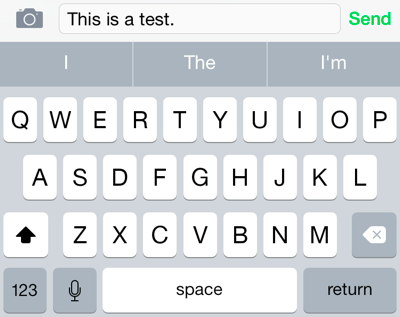 This is a test. Send
I The I'm
Q W E R T Y U I O P
A S D F G H J K L
Z X C V B N M
123 space return